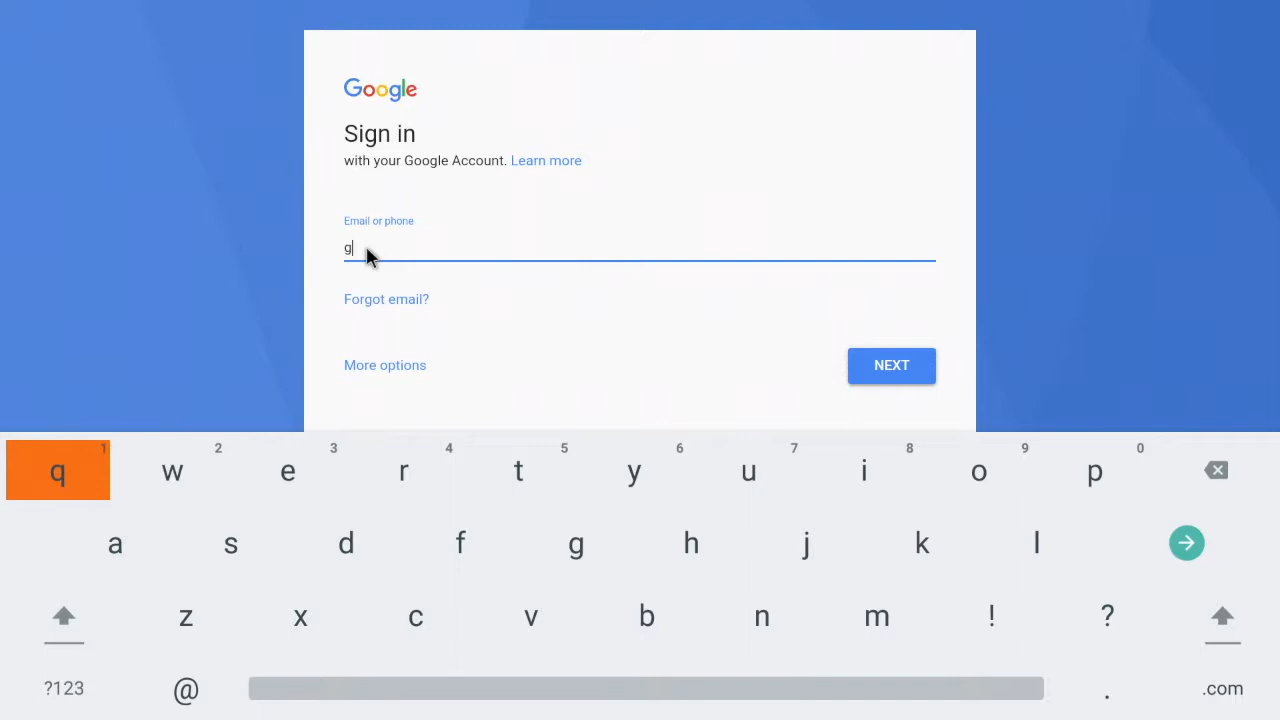 Google
Sign in
with your Google Account. Learn more
Email or phone
g
Forgot email?
More options NEXT
1 2 3 4 5 6 7 8 9 0
q w e r t y u i o p
a s d f g h j k l
z x c v b n m ! ?
?123 @ . .com